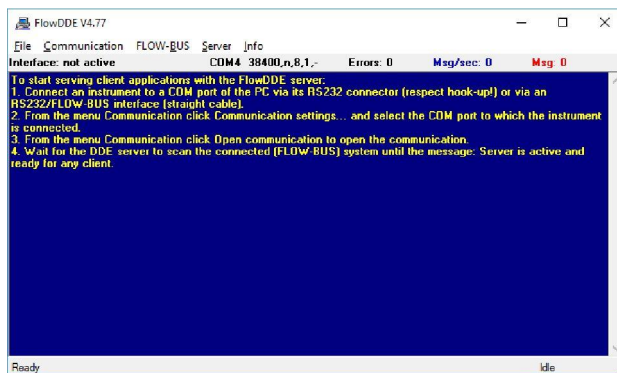 FlowDDE V4.77
File Communication FLOW-BUS Server Info
Interface: not active COM4 38400,n,8,1,- Errors: 0 Msg/sec: 0 Msg: 0
To start serving client applications with the FlowDDE server:
1. Connect an instrument to a COM port of the PC via its RS232 connector (respect hook-up!) or via an
RS232/FLOW-BUS interface (straight cable).
2. From the menu Communication click Communication settings... and select the COM port to which the instrument
is connected.
3. From the menu Communication click Open communication to open the communication.
4. Wait for the DDE server to scan the connected (FLOW-BUS) system until the message: Server is active and
ready for any client.
Ready Idle